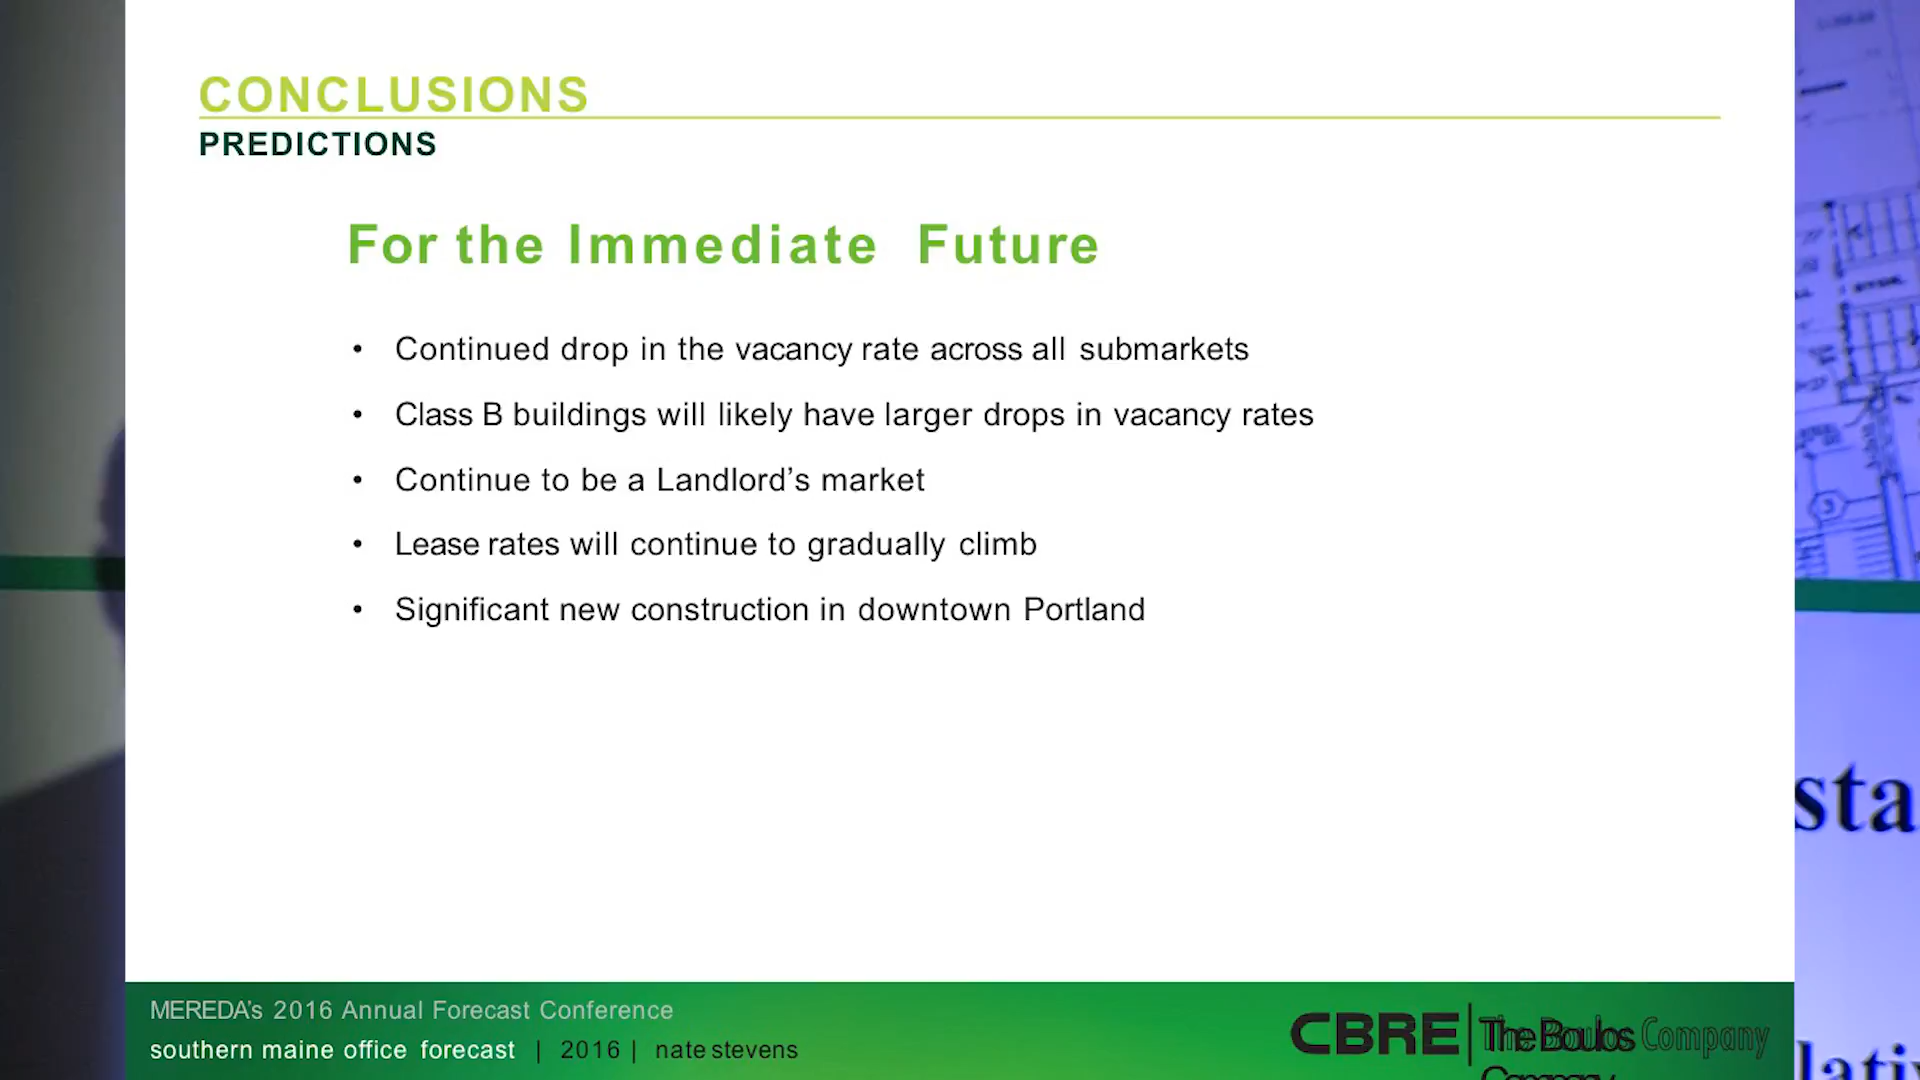 CONCLUSIONS
PREDICTIONS
For the Immediate Future
• Continued drop in the vacancy rate across all submarkets
• Class B buildings will likely have larger drops in vacancy rates
• Continue to be a Landlord’s market
• Lease rates will continue to gradually climb
• Significant new construction in downtown Portland
sta
MEREDA’s 2016 Annual Forecast Conference
southern maine office forecast | 2016 | nate stevens
CBRE | The Boulos Company
Company
lati